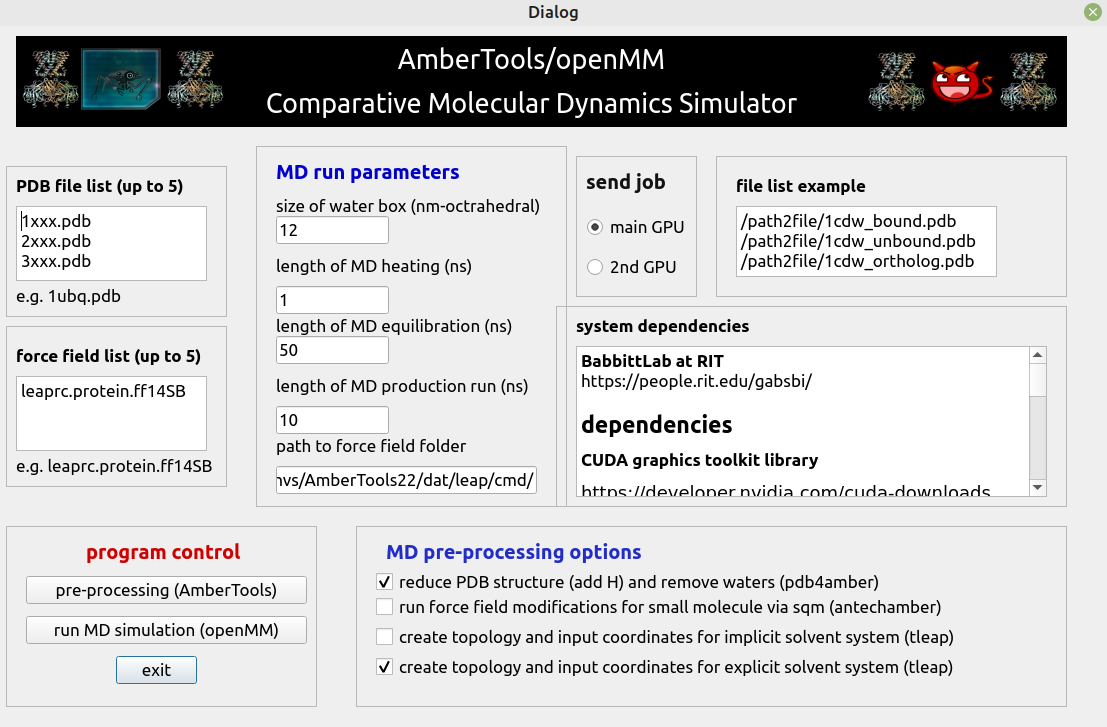 Dialog
AmberTools/openMM
Comparative Molecular Dynamics Simulator
PDB file list (up to 5)
1xxx.pdb
2xxx.pdb
3xxx.pdb
e.g. 1ubq.pdb
force field list (up to 5)
leaprc.protein.ff14SB
e.g. leaprc.protein.ff14SB
MD run parameters
size of water box (nm-octrahedral)
12
length of MD heating (ns)
1
length of MD equilibration (ns)
50
length of MD production run (ns)
10
path to force field folder
nvs/AmberTools22/dat/leap/cmd/
send job
main GPU
2nd GPU
file list example
/path2file/1cdw_bound.pdb
/path2file/1cdw_unbound.pdb
/path2file/1cdw_ortholog.pdb
system dependencies
BabbittLab at RIT
https://people.rit.edu/gabsbi/
dependencies
CUDA graphics toolkit library
https://developer.nvidia.com/cuda-downloads
program control
pre-processing (AmberTools)
run MD simulation (openMM)
exit
MD pre-processing options
reduce PDB structure (add H) and remove waters (pdb4amber)
run force field modifications for small molecule via sqm (antechamber)
create topology and input coordinates for implicit solvent system (tleap)
create topology and input coordinates for explicit solvent system (tleap)